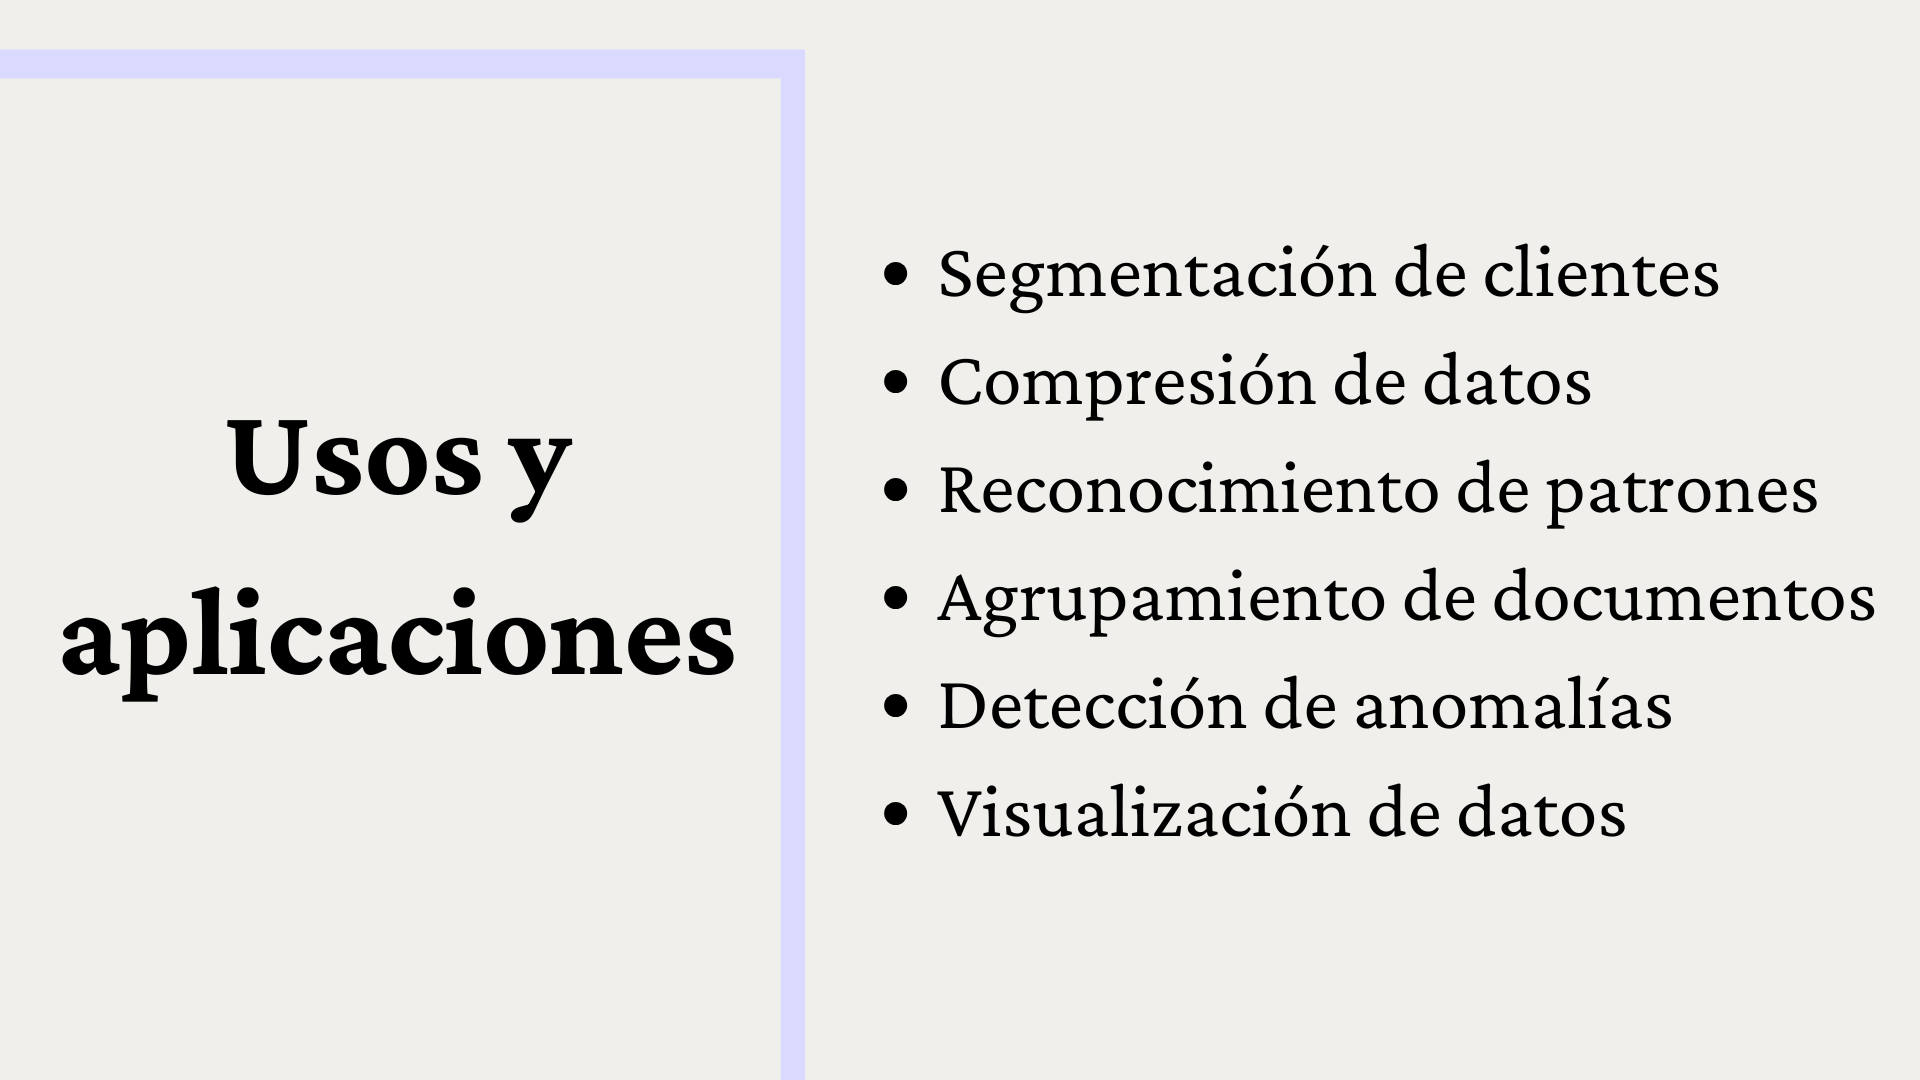 Usos y
aplicaciones
• Segmentación de clientes
• Compresión de datos
• Reconocimiento de patrones
• Agrupamiento de documentos
• Detección de anomalías
• Visualización de datos